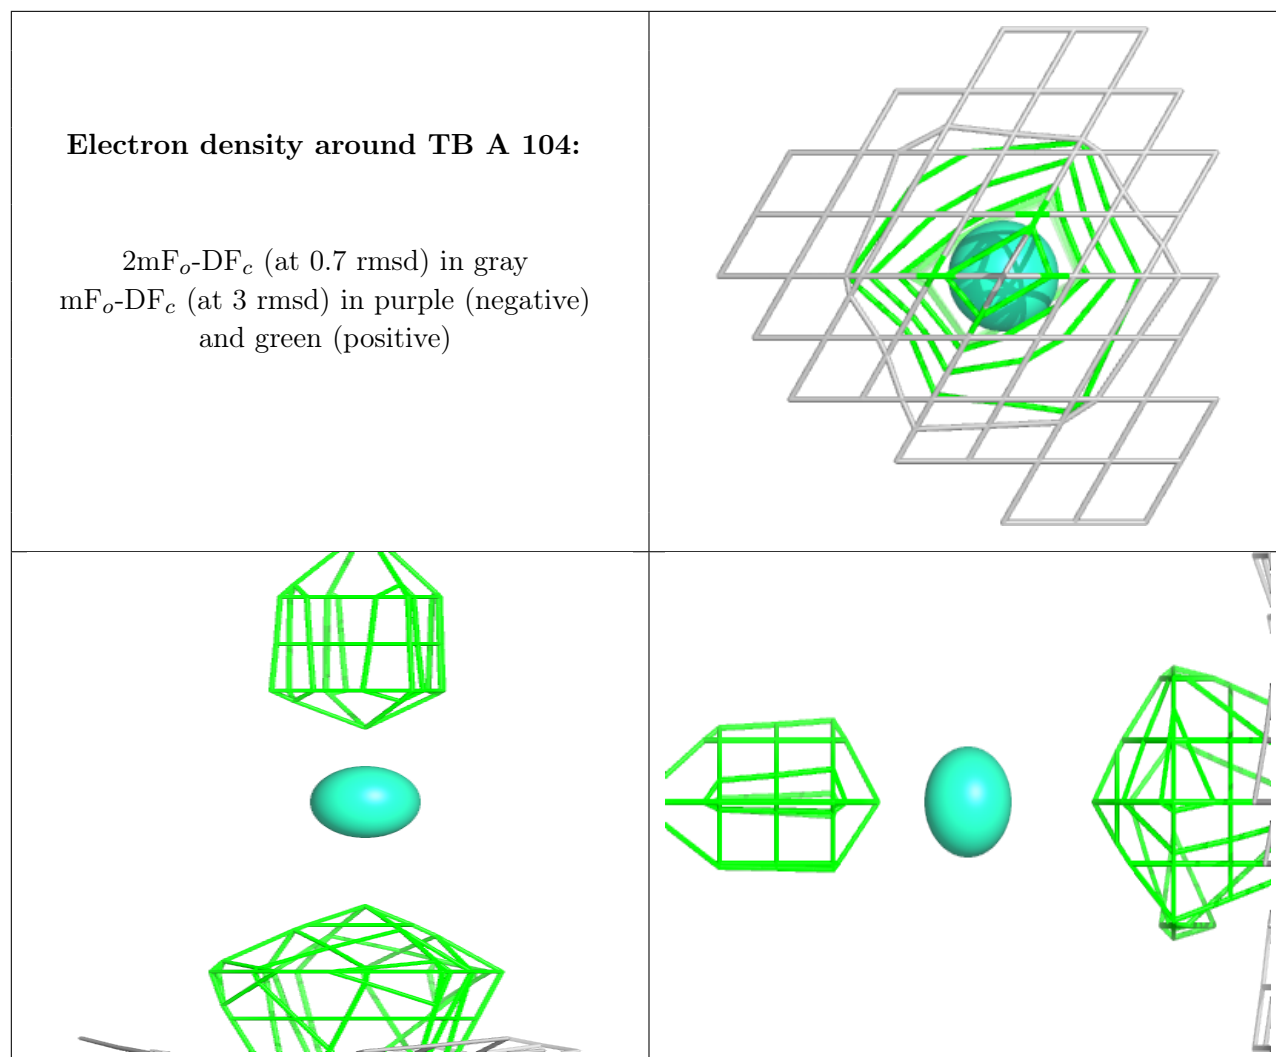 Electron density around TB A 104:
2mFₒ-DF𝒸 (at 0.7 rmsd) in gray
mFₒ-DF𝒸 (at 3 rmsd) in purple (negative)
and green (positive)